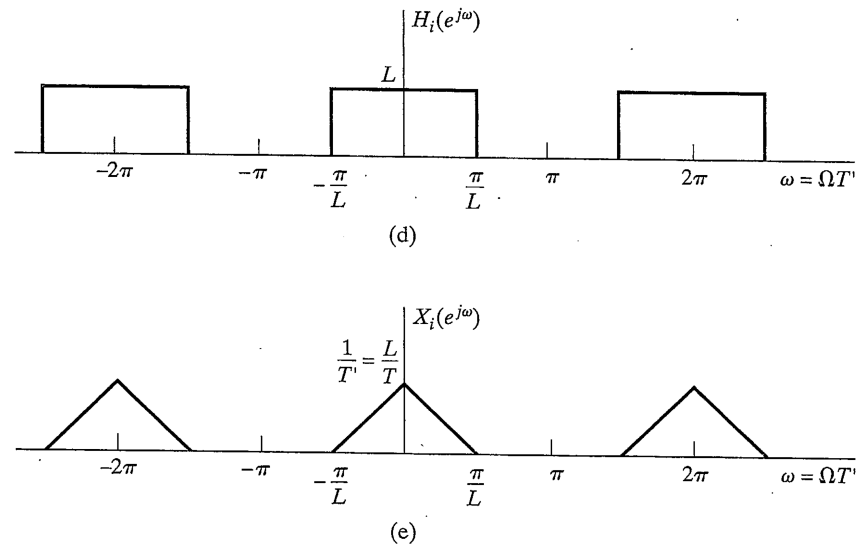 H_i(e^{jω})
L
-2π -π -π/L π/L π 2π ω = ΩT'
(d)
X_i(e^{jω})
1/T' = L/T
-2π -π -π/L π/L π 2π ω = ΩT'
(e)